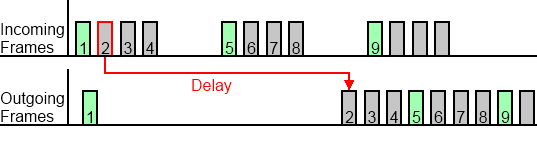 Incoming
Frames
1 2 3 4 5 6 7 8 9
Delay
Outgoing
Frames
1 2 3 4 5 6 7 8 9